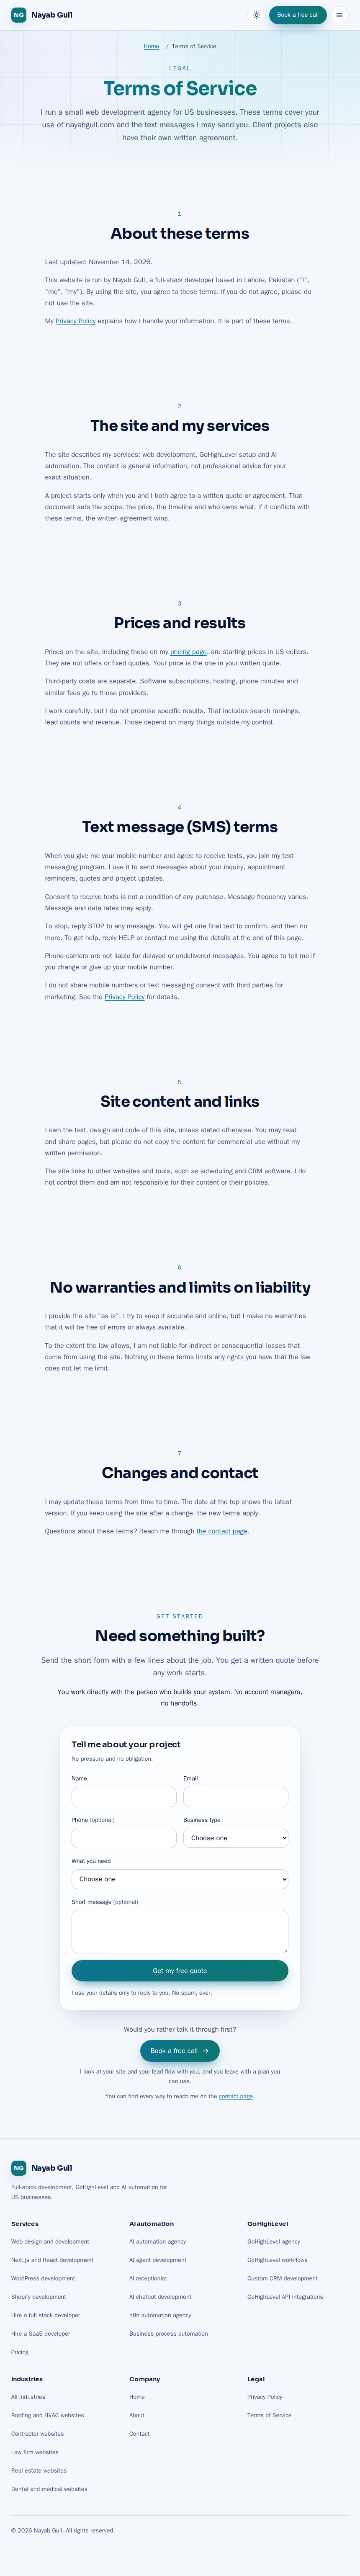 NG Nayab Gull
Book a free call
Home / Terms of Service
LEGAL
Terms of Service
I run a small web development agency for US businesses. These terms cover your
use of nayabgull.com and the text messages I may send you. Client projects also
have their own written agreement.
1
About these terms
Last updated: November 14, 2026.
This website is run by Nayab Gull, a full-stack developer based in Lahore, Pakistan ("I",
"me", "my"). By using the site, you agree to these terms. If you do not agree, please do
not use the site.
My Privacy Policy explains how I handle your information. It is part of these terms.
2
The site and my services
The site describes my services: web development, GoHighLevel setup and AI
automation. The content is general information, not professional advice for your
exact situation.
A project starts only when you and I both agree to a written quote or agreement. That
document sets the scope, the price, the timeline and who owns what. If it conflicts with
these terms, the written agreement wins.
3
Prices and results
Prices on the site, including those on my pricing page, are starting prices in US dollars.
They are not offers or fixed quotes. Your price is the one in your written quote.
Third-party costs are separate. Software subscriptions, hosting, phone minutes and
similar fees go to those providers.
I work carefully, but I do not promise specific results. That includes search rankings,
lead counts and revenue. Those depend on many things outside my control.
4
Text message (SMS) terms
When you give me your mobile number and agree to receive texts, you join my text
messaging program. I use it to send messages about your inquiry, appointment
reminders, quotes and project updates.
Consent to receive texts is not a condition of any purchase. Message frequency varies.
Message and data rates may apply.
To stop, reply STOP to any message. You will get one final text to confirm, and then no
more. To get help, reply HELP or contact me using the details at the end of this page.
Phone carriers are not liable for delayed or undelivered messages. You agree to tell me if
you change or give up your mobile number.
I do not share mobile numbers or text messaging consent with third parties for
marketing. See the Privacy Policy for details.
5
Site content and links
I own the text, design and code of this site, unless stated otherwise. You may read
and share pages, but please do not copy the content for commercial use without my
written permission.
The site links to other websites and tools, such as scheduling and CRM software. I do
not control them and am not responsible for their content or their policies.
6
No warranties and limits on liability
I provide the site "as is". I try to keep it accurate and online, but I make no warranties
that it will be free of errors or always available.
To the extent the law allows, I am not liable for indirect or consequential losses that
come from using the site. Nothing in these terms limits any rights you have that the law
does not let me limit.
7
Changes and contact
I may update these terms from time to time. The date at the top shows the latest
version. If you keep using the site after a change, the new terms apply.
Questions about these terms? Reach me through the contact page.
GET STARTED
Need something built?
Send the short form with a few lines about the job. You get a written quote before
any work starts.
You work directly with the person who builds your system. No account managers,
no handoffs.
Tell me about your project
No pressure and no obligation.
Name Email
Phone (optional) Business type
Choose one
What you need
Choose one
Short message (optional)
Get my free quote
I use your details only to reply to you. No spam, ever.
Would you rather talk it through first?
Book a free call →
I look at your site and your lead flow with you, and you leave with a plan you
can use.
You can find every way to reach me on the contact page.
NG Nayab Gull
Full-stack development, GoHighLevel and AI automation for
US businesses.
Services
Web design and development
Next.js and React development
WordPress development
Shopify development
Hire a full stack developer
Hire a SaaS developer
Pricing
AI automation
AI automation agency
AI agent development
AI receptionist
AI chatbot development
n8n automation agency
Business process automation
GoHighLevel
GoHighLevel agency
GoHighLevel workflows
Custom CRM development
GoHighLevel API integrations
Industries
All industries
Roofing and HVAC websites
Contractor websites
Law firm websites
Real estate websites
Dental and medical websites
Company
Home
About
Contact
Legal
Privacy Policy
Terms of Service
© 2026 Nayab Gull. All rights reserved.